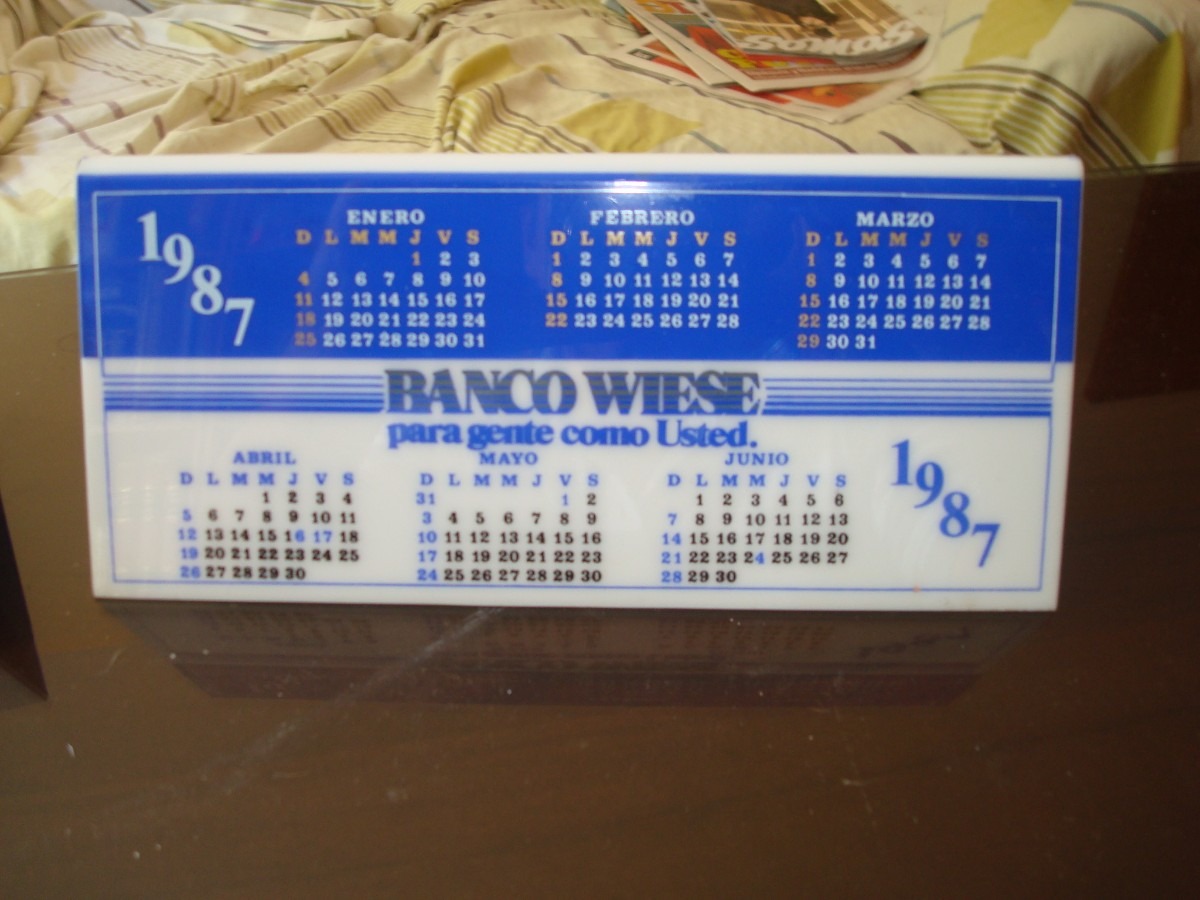 1987
ENERO
D L M M J V S
1 2 3
4 5 6 7 8 9 10
11 12 13 14 15 16 17
18 19 20 21 22 23 24
25 26 27 28 29 30 31
FEBRERO
D L M M J V S
1 2 3 4 5 6 7
8 9 10 11 12 13 14
15 16 17 18 19 20 21
22 23 24 25 26 27 28
MARZO
D L M M J V S
1 2 3 4 5 6 7
8 9 10 11 12 13 14
15 16 17 18 19 20 21
22 23 24 25 26 27 28
29 30 31
BANCO WIESE
para gente como Usted.
ABRIL
D L M M J V S
1 2 3 4
5 6 7 8 9 10 11
12 13 14 15 16 17 18
19 20 21 22 23 24 25
26 27 28 29 30
MAYO
D L M M J V S
31 1 2
3 4 5 6 7 8 9
10 11 12 13 14 15 16
17 18 19 20 21 22 23
24 25 26 27 28 29 30
JUNIO
D L M M J V S
1 2 3 4 5 6
7 8 9 10 11 12 13
14 15 16 17 18 19 20
21 22 23 24 25 26 27
28 29 30
1987